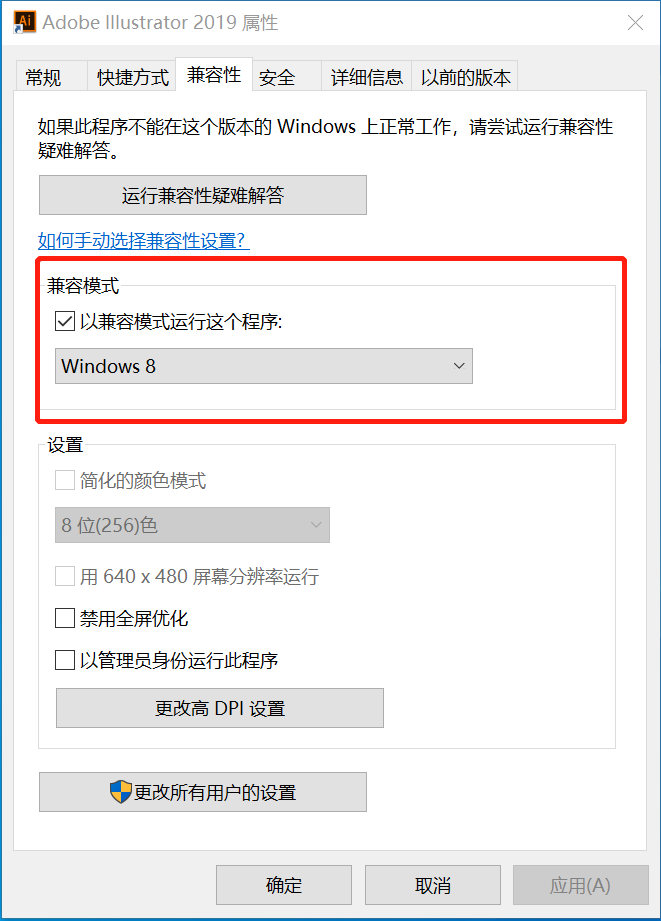 Ai
Adobe Illustrator 2019 属性
常规 快捷方式 兼容性 安全 详细信息 以前的版本
如果此程序不能在这个版本的 Windows 上正常工作，请尝试运行兼容性
疑难解答。
运行兼容性疑难解答
如何手动选择兼容性设置？
兼容模式
以兼容模式运行这个程序:
Windows 8
设置
简化的颜色模式
8 位(256)色
用 640 x 480 屏幕分辨率运行
禁用全屏优化
以管理员身份运行此程序
更改高 DPI 设置
更改所有用户的设置
确定 取消 应用(A)